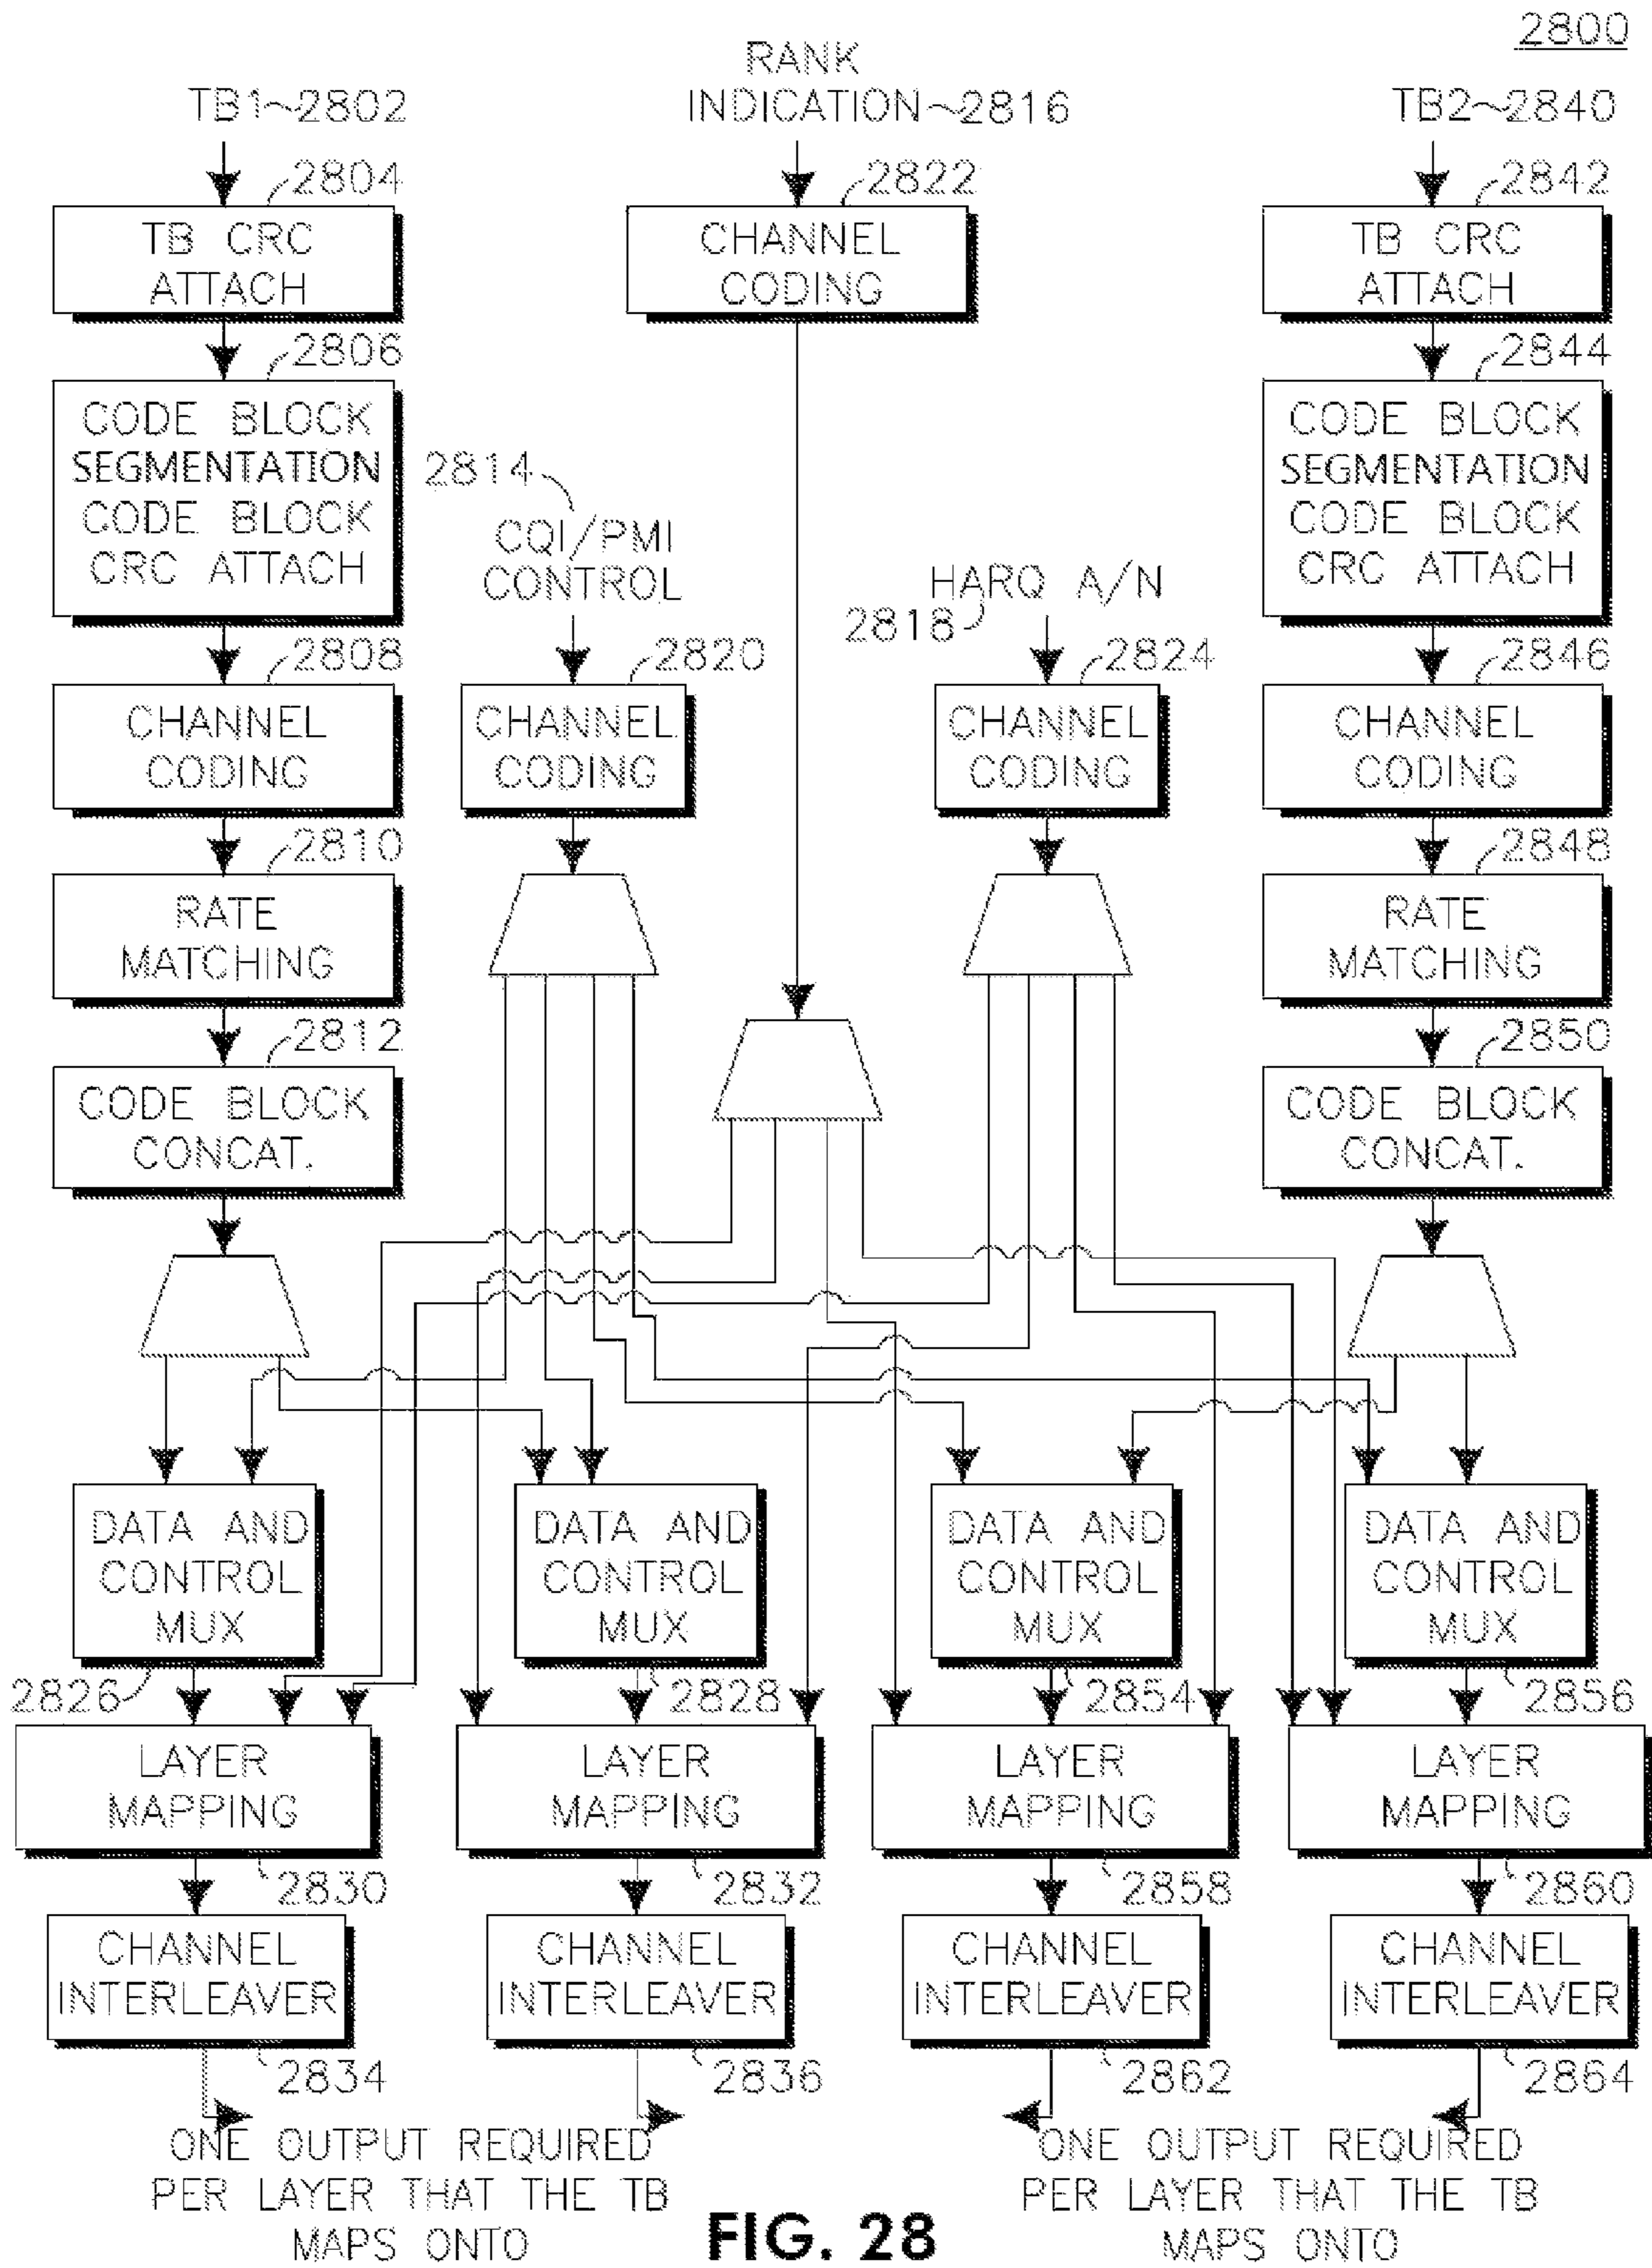 2800
TB1~2802
RANK
INDICATION~2816
TB2~2840
2804
TB CRC
ATTACH
2822
CHANNEL
CODING
2842
TB CRC
ATTACH
2806
CODE BLOCK
SEGMENTATION
CODE BLOCK
CRC ATTACH
2814
CQI/PMI
CONTROL
HARQ A/N
2818
2844
CODE BLOCK
SEGMENTATION
CODE BLOCK
CRC ATTACH
2808
CHANNEL
CODING
2820
CHANNEL
CODING
2824
CHANNEL
CODING
2846
CHANNEL
CODING
2810
RATE
MATCHING
2848
RATE
MATCHING
2812
CODE BLOCK
CONCAT.
2850
CODE BLOCK
CONCAT.
DATA AND
CONTROL
MUX
2826
DATA AND
CONTROL
MUX
2828
DATA AND
CONTROL
MUX
2854
DATA AND
CONTROL
MUX
2856
LAYER
MAPPING
2830
LAYER
MAPPING
2832
LAYER
MAPPING
2858
LAYER
MAPPING
2860
CHANNEL
INTERLEAVER
2834
CHANNEL
INTERLEAVER
2836
CHANNEL
INTERLEAVER
2862
CHANNEL
INTERLEAVER
2864
ONE OUTPUT REQUIRED
PER LAYER THAT THE TB
MAPS ONTO
ONE OUTPUT REQUIRED
PER LAYER THAT THE TB
MAPS ONTO
FIG. 28